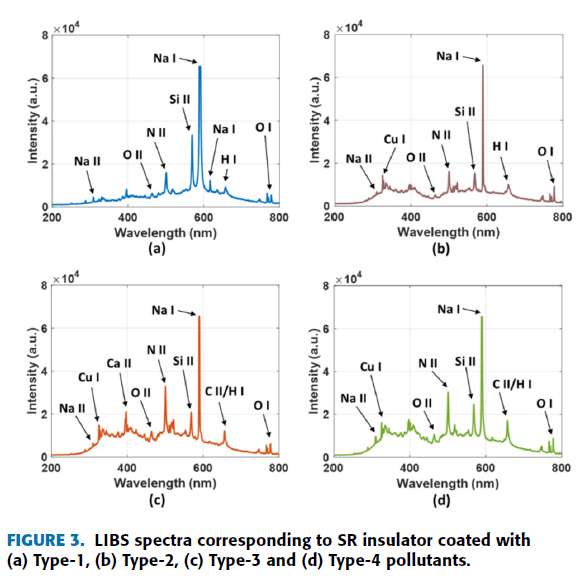 8 ×10⁴
Na I
Si II
N II
Na I
O I
Na II
O II
H I
6
4
2
0
Intensity (a.u.)
200 400 600 800
Wavelength (nm)
(a)
8 ×10⁴
Na I
Si II
Cu I
N II
H I
O I
Na II
O II
6
4
2
0
Intensity (a.u.)
200 400 600 800
Wavelength (nm)
(b)
8 ×10⁴
Na I
N II
Ca II
Si II
Cu I
O II
C II/H I
O I
Na II
6
4
2
0
Intensity (a.u.)
200 400 600 800
Wavelength (nm)
(c)
8 ×10⁴
Na I
Cu I
N II
Si II
C II/H I
Na II
O II
O I
6
4
2
0
Intensity (a.u.)
200 400 600 800
Wavelength (nm)
(d)
FIGURE 3. LIBS spectra corresponding to SR insulator coated with
(a) Type-1, (b) Type-2, (c) Type-3 and (d) Type-4 pollutants.